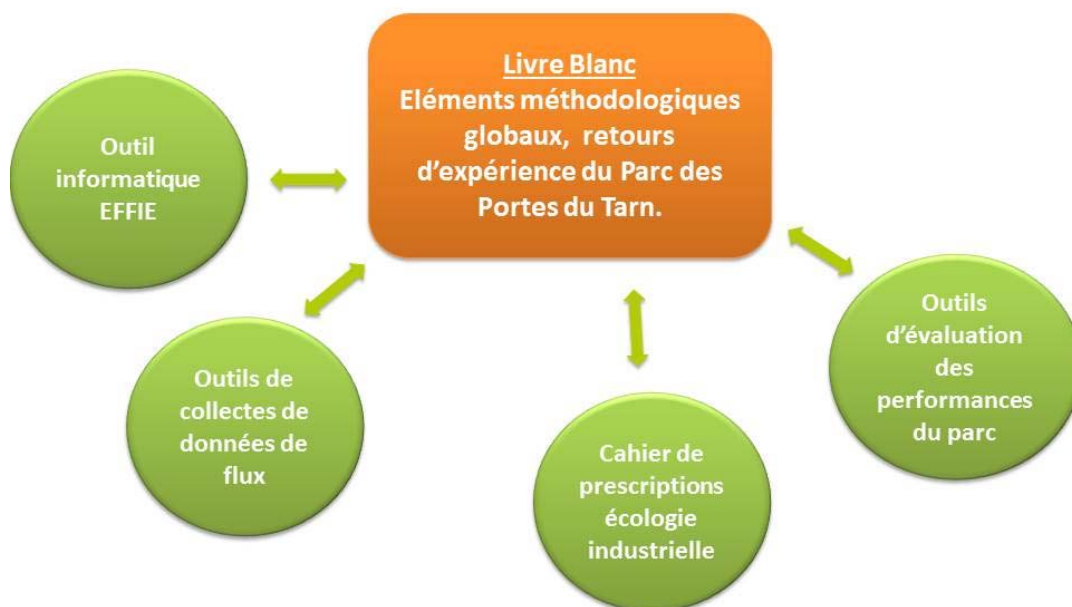 Livre Blanc
Eléments méthodologiques
globaux, retours
d’expérience du Parc des
Portes du Tarn.
Outil
informatique
EFFIE
Outils de
collectes de
données de
flux
Cahier de
prescriptions
écologie
industrielle
Outils
d’évaluation
des
performances
du parc